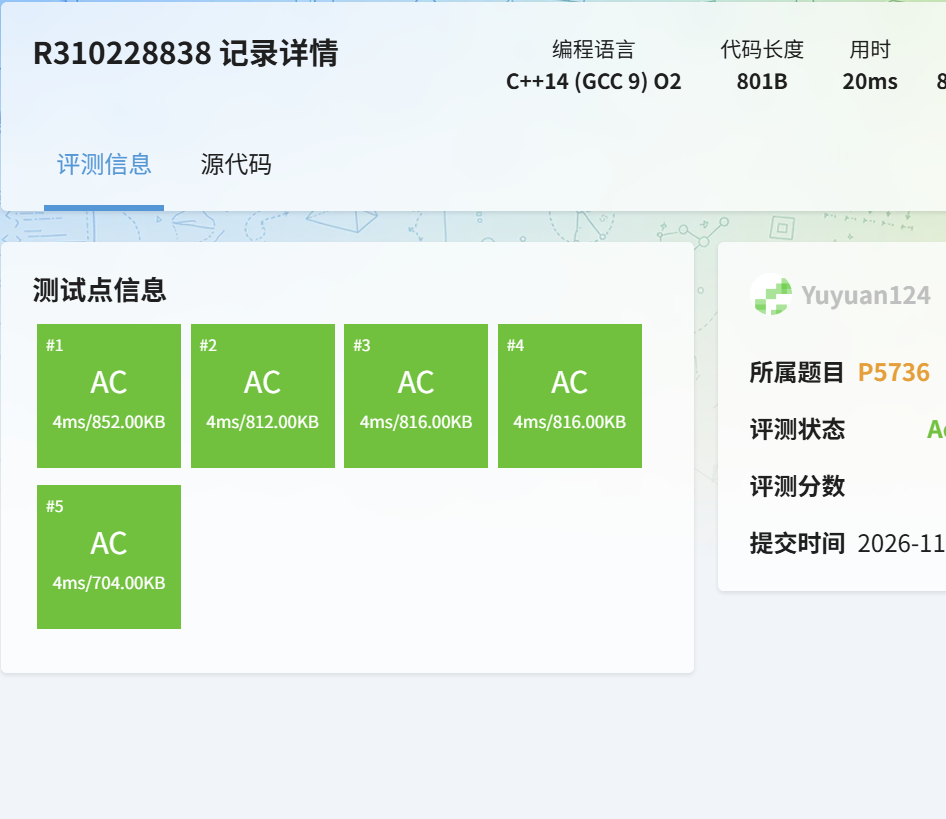 R310228838 记录详情
编程语言
C++14 (GCC 9) O2
代码长度
801B
用时
20ms
8
评测信息
源代码
测试点信息
#1
AC
4ms/852.00KB
#2
AC
4ms/812.00KB
#3
AC
4ms/816.00KB
#4
AC
4ms/816.00KB
#5
AC
4ms/704.00KB
Yuyuan124
所属题目 P5736
评测状态
评测分数
提交时间 2026-11